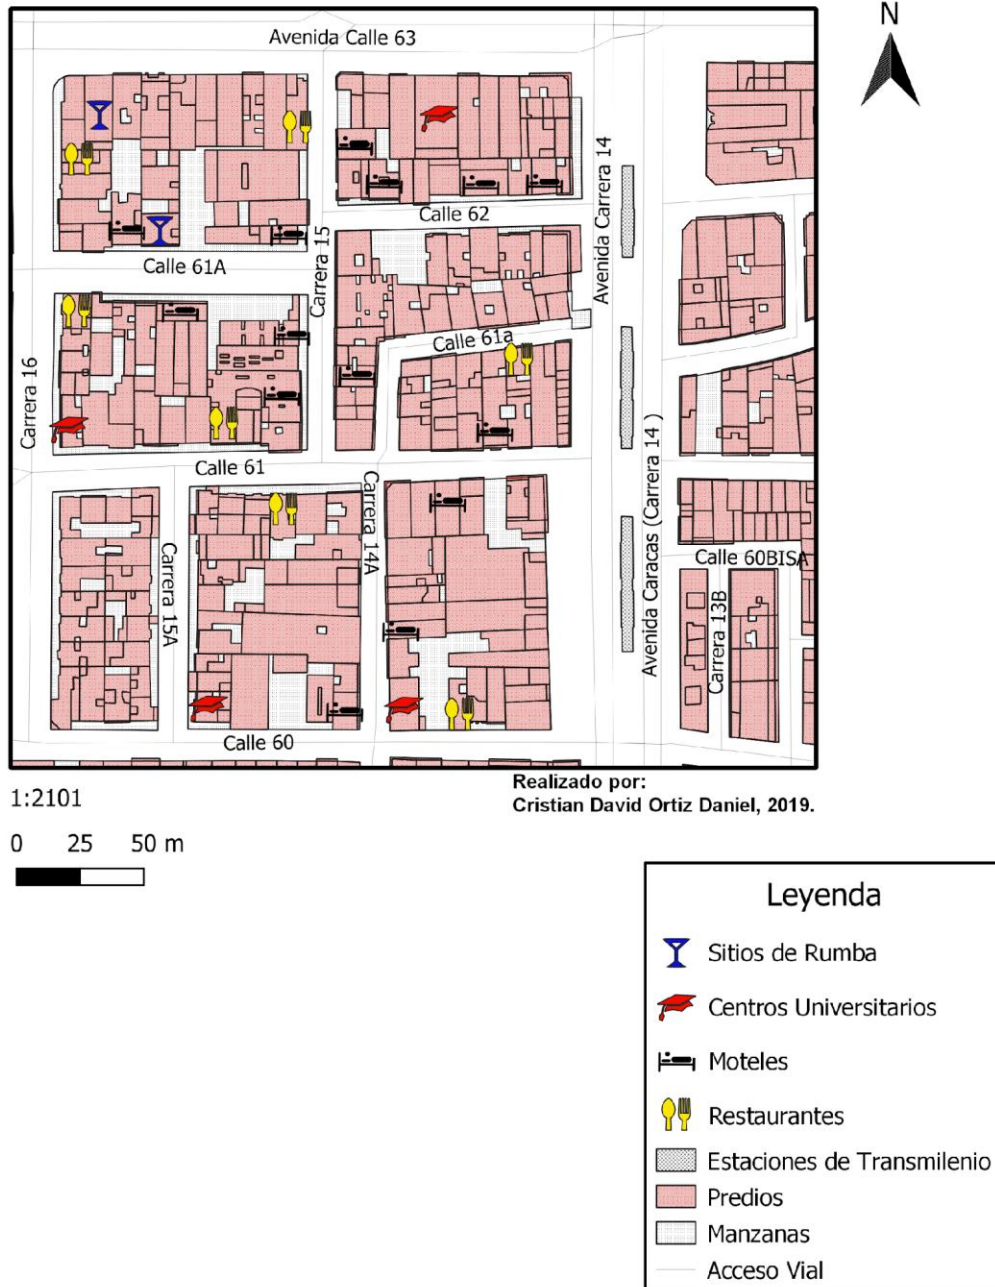 N
Avenida Calle 63
Avenida Carrera 14
Calle 62
Carrera 15
Calle 61A
Calle 61a
Carrera 16
Avenida Caracas (Carrera 14 )
Calle 61
Carrera 14A
Carrera 15A
Calle 60BISA
Carrera 13B
Calle 60
Realizado por:
Cristian David Ortiz Daniel, 2019.
1:2101
0 25 50 m
Leyenda
Sitios de Rumba
Centros Universitarios
Moteles
Restaurantes
Estaciones de Transmilenio
Predios
Manzanas
Acceso Vial